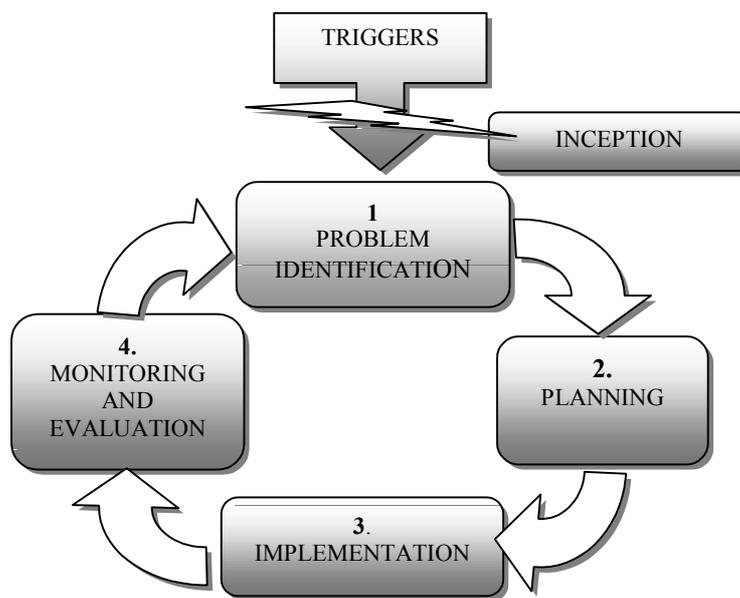 TRIGGERS
INCEPTION
1
PROBLEM
IDENTIFICATION
2.
PLANNING
3.
IMPLEMENTATION
4.
MONITORING
AND
EVALUATION